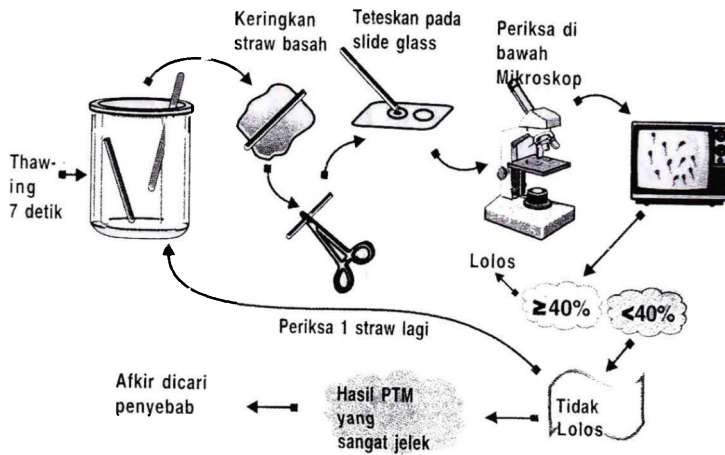 Keringkan
straw basah
Teteskan pada
slide glass
Periksa di
bawah
Mikroskop
Thaw-
ing
7 detik
Lolos
≥40%
<40%
Periksa 1 straw lagi
Tidak
Lolos
Hasil PTM
yang
sangat jelek
Afkir dicari
penyebab